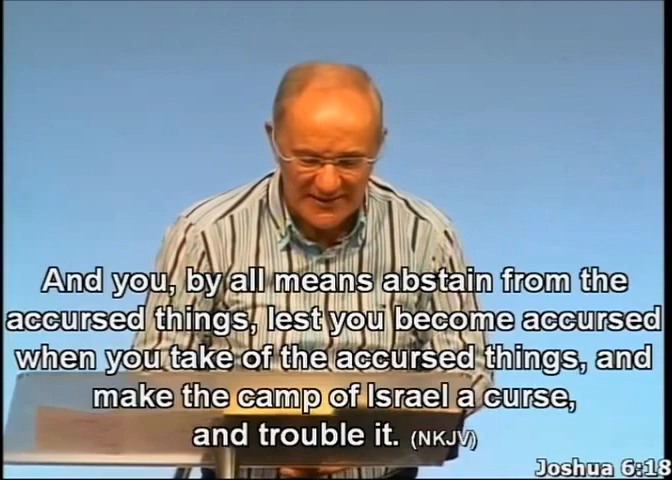 And you, by all means abstain from the
accursed things, lest you become accursed
when you take of the accursed things, and
make the camp of Israel a curse,
and trouble it. (NKJV)
Joshua 6:18